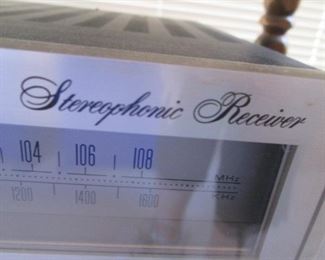 Stereophonic Receiver
104 106 108 MHz
1200 1400 1600 KHz